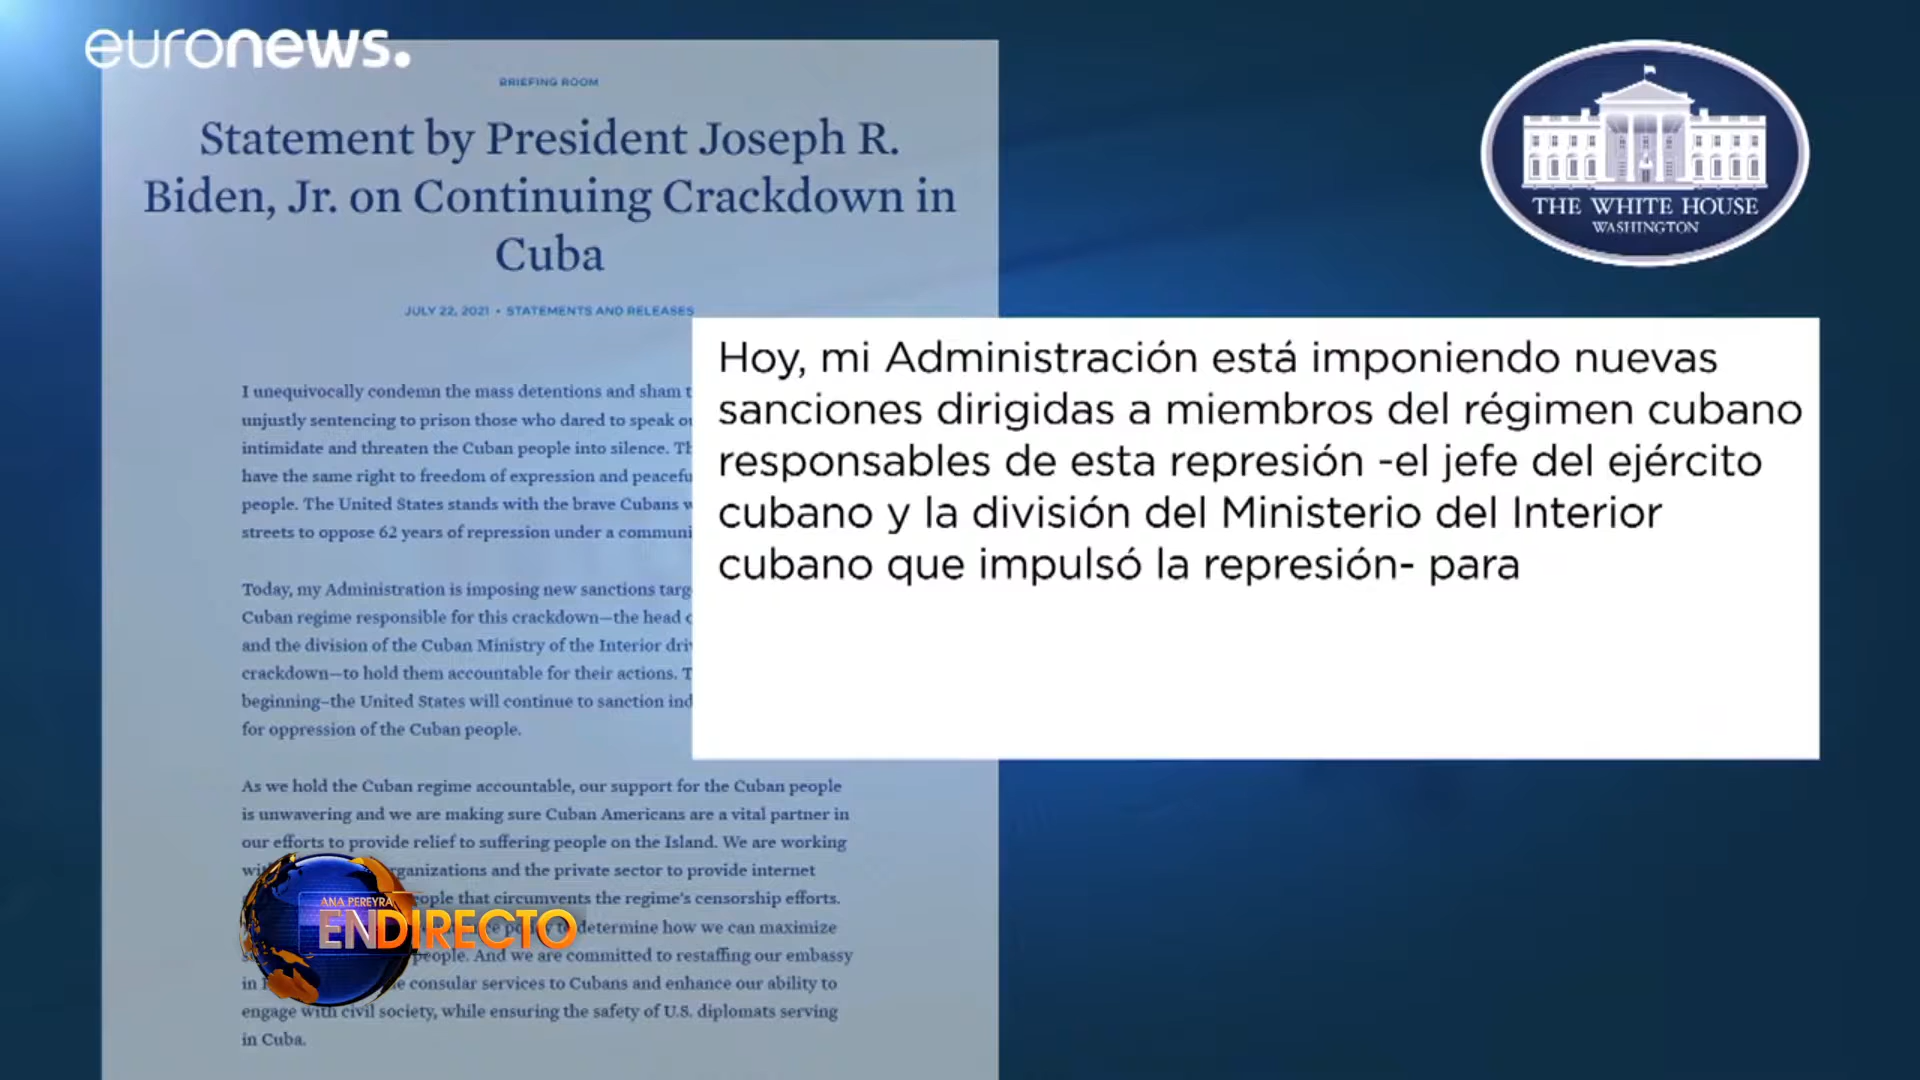 euronews.
BRIEFING ROOM
Statement by President Joseph R.
Biden, Jr. on Continuing Crackdown in
Cuba
JULY 22, 2021 • STATEMENTS AND RELEASES
I unequivocally condemn the mass detentions and sham
unjustly sentencing to prison those who dared to speak
intimidate and threaten the Cuban people into silence.
have the same right to freedom of expression and
people. The United States stands with the brave Cubans
streets to oppose 62 years of repression under a
Today, my Administration is imposing new sanctions
Cuban regime responsible for this crackdown—the head
and the division of the Cuban Ministry of the Interior
crackdown—to hold them accountable for their actions.
beginning–the United States will continue to sanction
for oppression of the Cuban people.
As we hold the Cuban regime accountable, our support for the Cuban people
is unwavering and we are making sure Cuban Americans are a vital partner in
our efforts to provide relief to suffering people on the Island. We are working
and the private sector to provide internet
that circumvents the regime's censorship efforts.
determine how we can maximize
people. And we are committed to restaffing our embassy
in consular services to Cubans and enhance our ability to
engage with civil society, while ensuring the safety of U.S. diplomats serving
in Cuba.
THE WHITE HOUSE
WASHINGTON
Hoy, mi Administración está imponiendo nuevas
sanciones dirigidas a miembros del régimen cubano
responsables de esta represión -el jefe del ejército
cubano y la división del Ministerio del Interior
cubano que impulsó la represión- para
ANA PEREYRA
EN DIRECTO